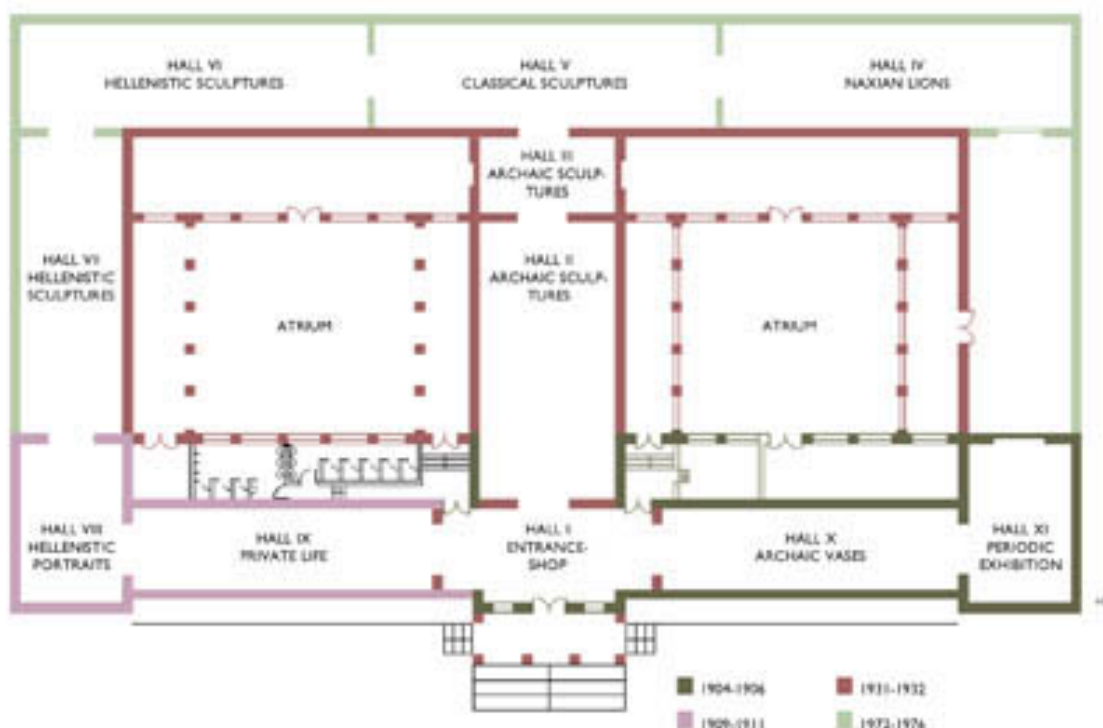 HALL VI
HELLENISTIC SCULPTURES
HALL V
CLASSICAL SCULPTURES
HALL IV
NAXIAN LIONS
HALL III
ARCHAIC SCULP-
TURES
HALL VII
HELLENISTIC
SCULPTURES
ATRIUM
HALL II
ARCHAIC SCULP-
TURES
ATRIUM
HALL VIII
HELLENISTIC
PORTRAITS
HALL IX
PRIVATE LIFE
HALL I
ENTRANCE-
SHOP
HALL X
ARCHAIC VASES
HALL XI
PERIODIC
EXHIBITION
1904-1906
1931-1932
1909-1911
1972-1976